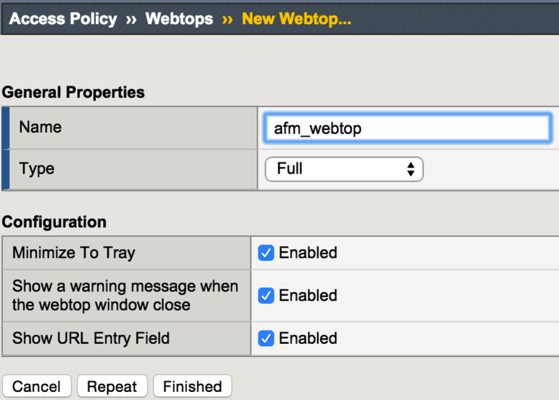 Access Policy ›› Webtops ›› New Webtop...
General Properties
Name afm_webtop
Type Full
Configuration
Minimize To Tray Enabled
Show a warning message when
the webtop window close Enabled
Show URL Entry Field Enabled
Cancel Repeat Finished